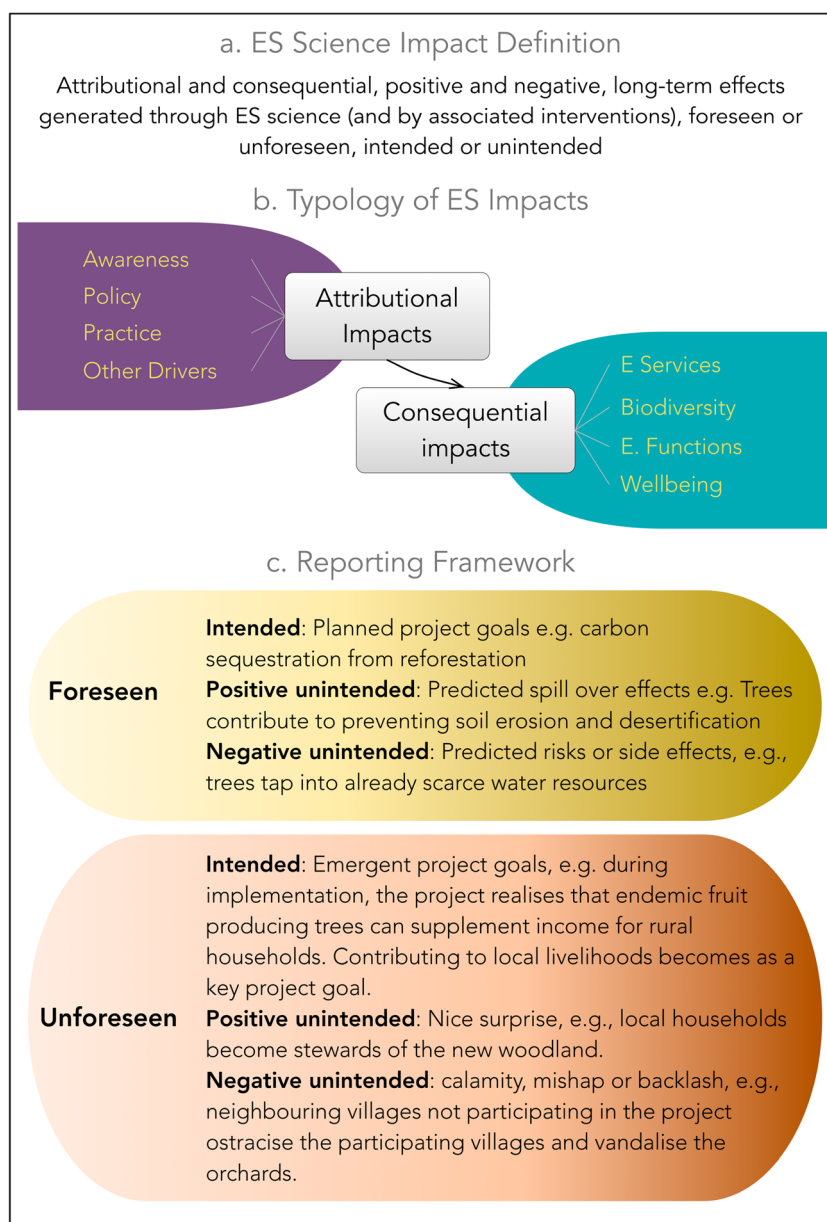 a. ES Science Impact Definition
Attributional and consequential, positive and negative, long-term effects
generated through ES science (and by associated interventions), foreseen or
unforeseen, intended or unintended
b. Typology of ES Impacts
Awareness
Policy
Practice
Other Drivers
Attributional
Impacts
Consequential
impacts
E Services
Biodiversity
E. Functions
Wellbeing
c. Reporting Framework
Foreseen
Intended: Planned project goals e.g. carbon
sequestration from reforestation
Positive unintended: Predicted spill over effects e.g. Trees
contribute to preventing soil erosion and desertification
Negative unintended: Predicted risks or side effects, e.g.,
trees tap into already scarce water resources
Unforeseen
Intended: Emergent project goals, e.g. during
implementation, the project realises that endemic fruit
producing trees can supplement income for rural
households. Contributing to local livelihoods becomes as a
key project goal.
Positive unintended: Nice surprise, e.g., local households
become stewards of the new woodland.
Negative unintended: calamity, mishap or backlash, e.g.,
neighbouring villages not participating in the project
ostracise the participating villages and vandalise the
orchards.